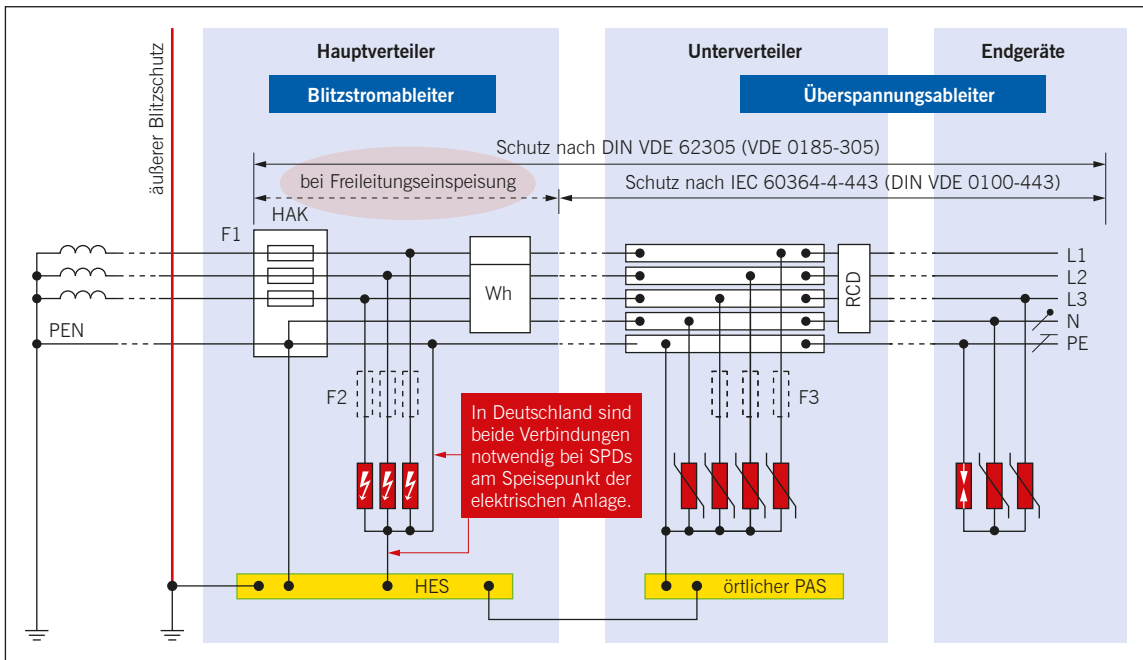 Hauptverteiler
Unterverteiler
Endgeräte
Blitzstromableiter
Überspannungsableiter
äußerer Blitzschutz
Schutz nach DIN VDE 62305 (VDE 0185-305)
bei Freileitungseinspeisung
Schutz nach IEC 60364-4-443 (DIN VDE 0100-443)
HAK
F1
L1
L2
Wh
RCD
L3
N
PEN
PE
F2
F3
In Deutschland sind
beide Verbindungen
notwendig bei SPDs
am Speisepunkt der
elektrischen Anlage.
HES
örtlicher PAS